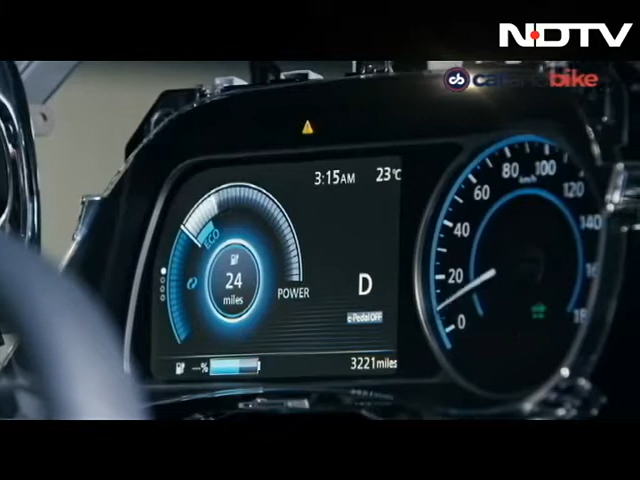 NDTV
carandbike
3:15AM 23°C
ECO
24
miles
POWER
D
e-Pedal OFF
--- %
3221miles
0
20
40
60
80
100
120
140
km/h